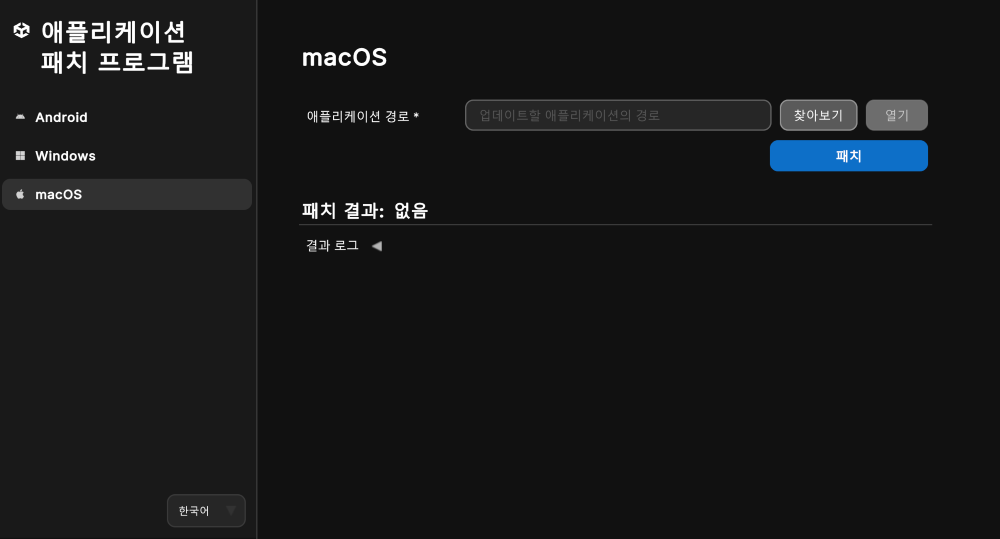 애플리케이션
패치 프로그램
Android
Windows
macOS
한국어
macOS
애플리케이션 경로 *
업데이트할 애플리케이션의 경로
찾아보기
열기
패치
패치 결과: 없음
결과 로그